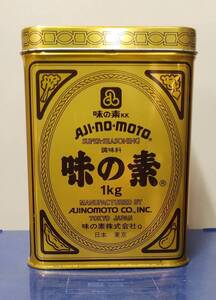 味の素KK
AJI-NO-MOTO®
SUPER-SEASONING
調味料
味の素®
1kg
MANUFACTURED BY
AJINOMOTO CO., INC.
TOKYO JAPAN
味の素株式会社G
日本 東京